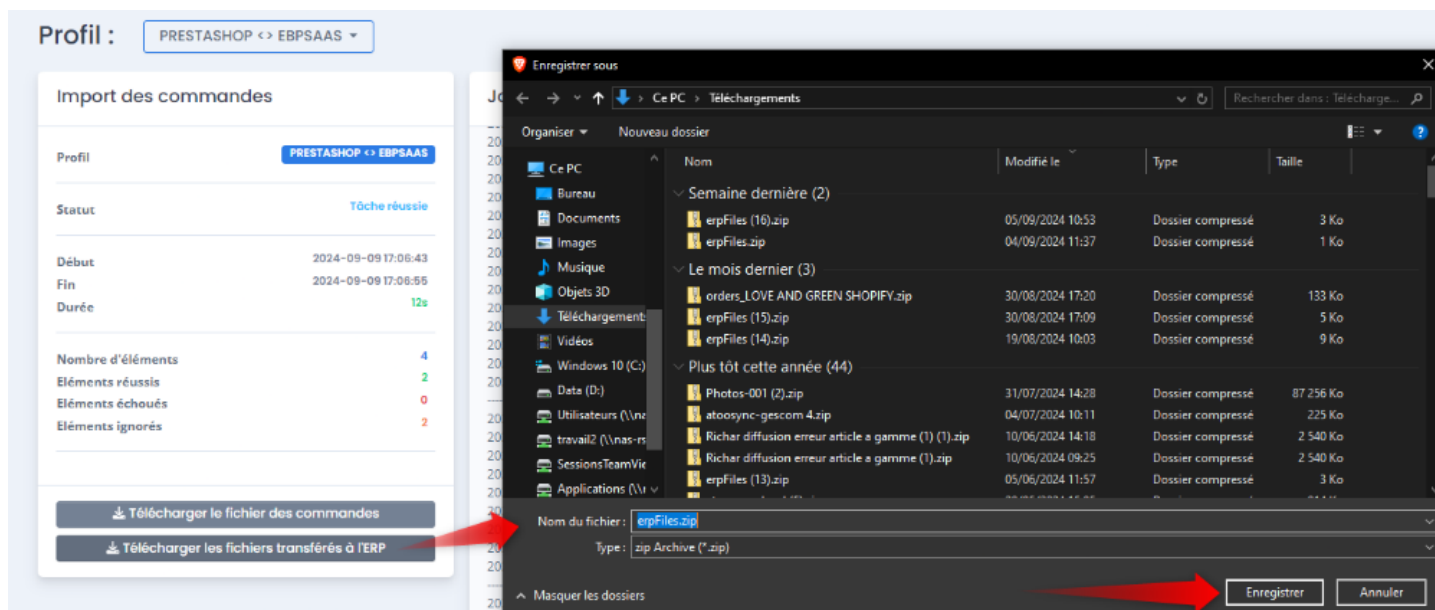 Profil :
PRESTASHOP <> EBPSAAS
Import des commandes
Profil
PRESTASHOP <> EBPSAAS
Statut
Tâche réussie
Début
2024-09-09 17:06:43
Fin
2024-09-09 17:06:55
Durée
12s
Nombre d'éléments
4
Eléments réussis
2
Eléments échoués
0
Eléments ignorés
2
Télécharger le fichier des commandes
Télécharger les fichiers transférés à l'ERP
Enregistrer sous
Ce PC > Téléchargements
Rechercher dans : Télécharge...
Organiser
Nouveau dossier
Ce PC
Bureau
Documents
Images
Musique
Objets 3D
Téléchargement
Vidéos
Windows 10 (C:)
Data (D:)
Utilisateurs (\\na
travail2 (\\nas-rs
SessionsTeamVie
Applications (\\
Nom Modifié le Type Taille
Semaine dernière (2)
erpFiles (16).zip 05/09/2024 10:53 Dossier compressé 3 Ko
erpFiles.zip 04/09/2024 11:37 Dossier compressé 1 Ko
Le mois dernier (3)
orders_LOVE AND GREEN SHOPIFY.zip 30/08/2024 17:20 Dossier compressé 133 Ko
erpFiles (15).zip 30/08/2024 17:09 Dossier compressé 5 Ko
erpFiles (14).zip 19/08/2024 10:03 Dossier compressé 9 Ko
Plus tôt cette année (44)
Photos-001 (2).zip 31/07/2024 14:28 Dossier compressé 87 256 Ko
atoosync-gescom 4.zip 04/07/2024 10:11 Dossier compressé 225 Ko
Richar diffusion erreur article a gamme (1) (1).zip 10/06/2024 14:18 Dossier compressé 2 540 Ko
Richar diffusion erreur article a gamme (1).zip 10/06/2024 09:25 Dossier compressé 2 540 Ko
erpFiles (13).zip 05/06/2024 11:57 Dossier compressé 3 Ko
Nom du fichier : erpFiles.zip
Type : zip Archive (*.zip)
Masquer les dossiers
Enregistrer
Annuler